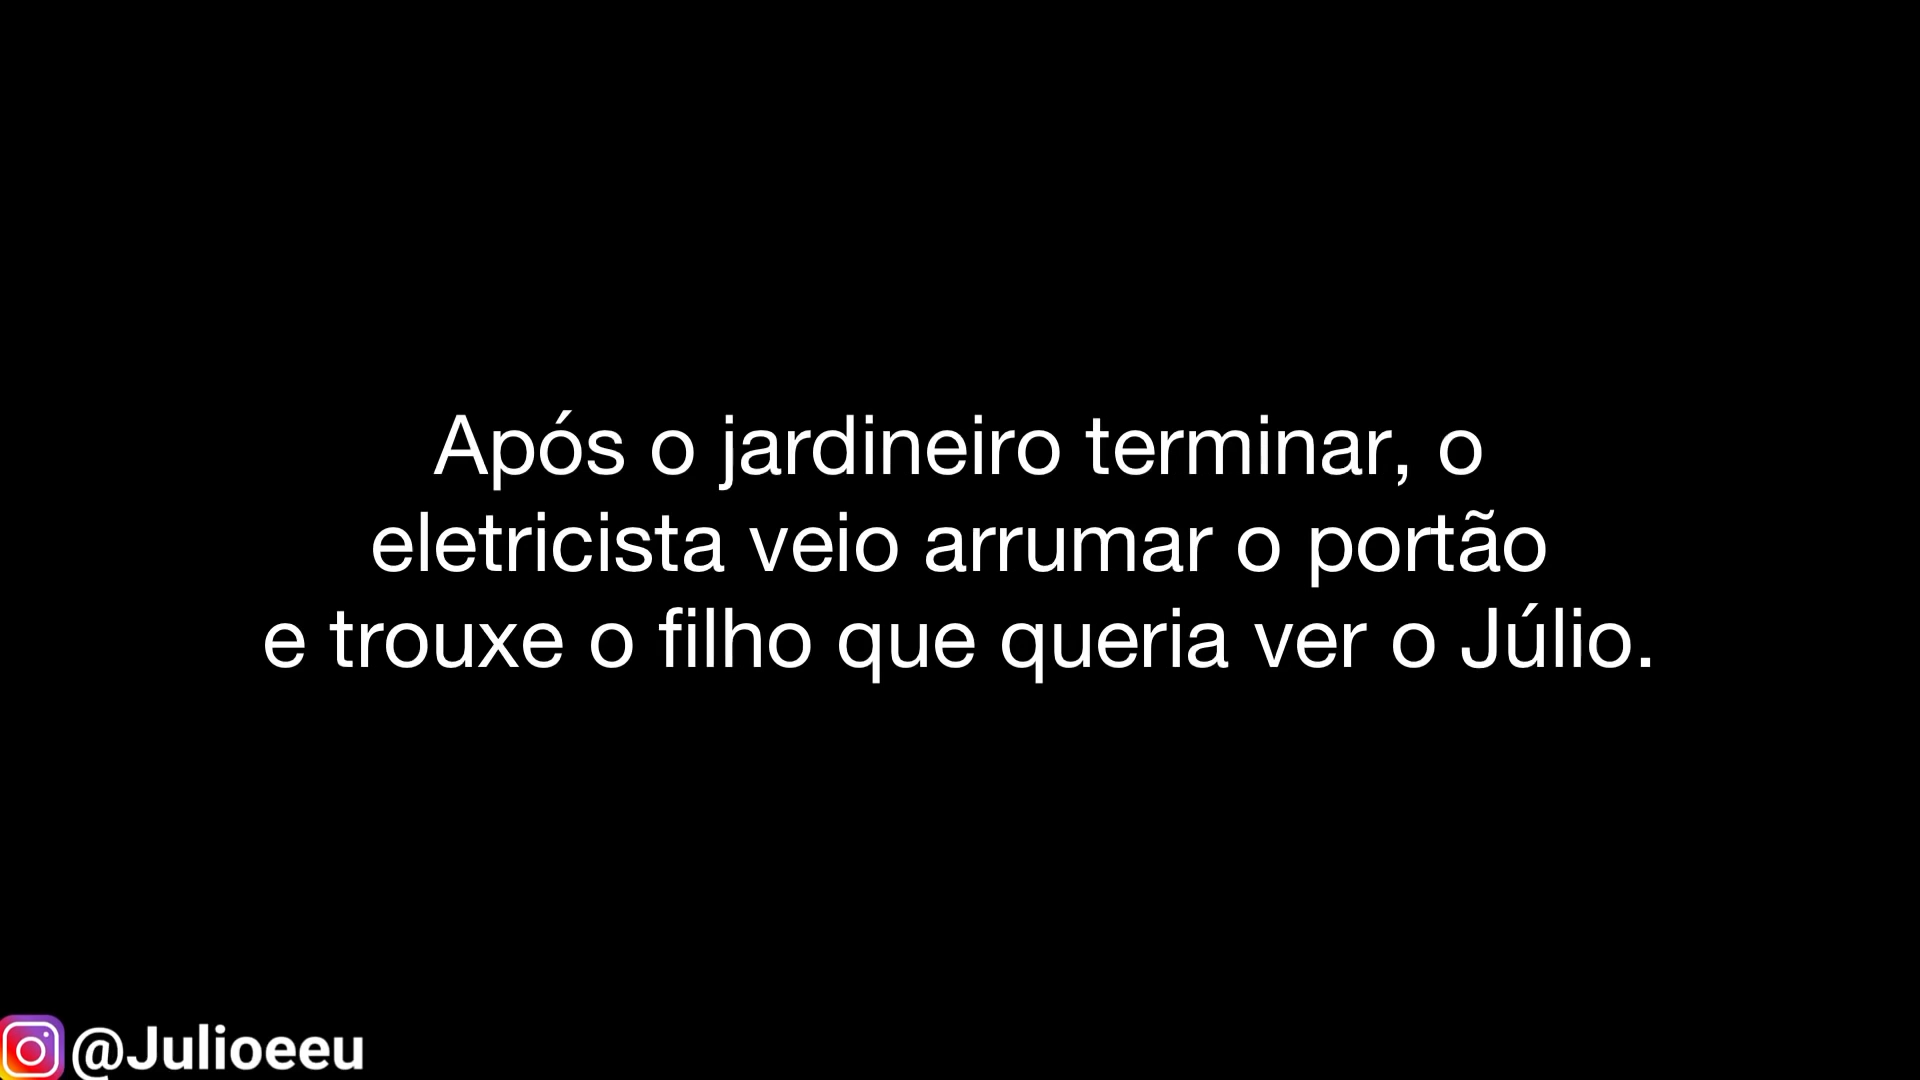 Após o jardineiro terminar, o
eletricista veio arrumar o portão
e trouxe o filho que queria ver o Júlio.
@Julioeeu